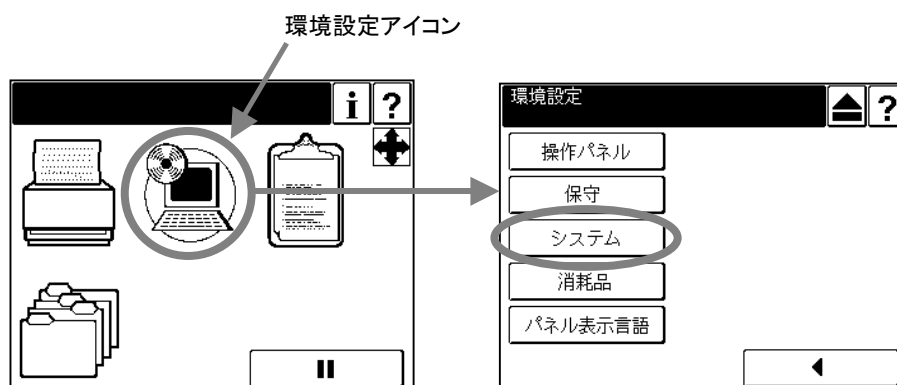 環境設定アイコン
i ?
環境設定
?
操作パネル
保守
システム
消耗品
パネル表示言語